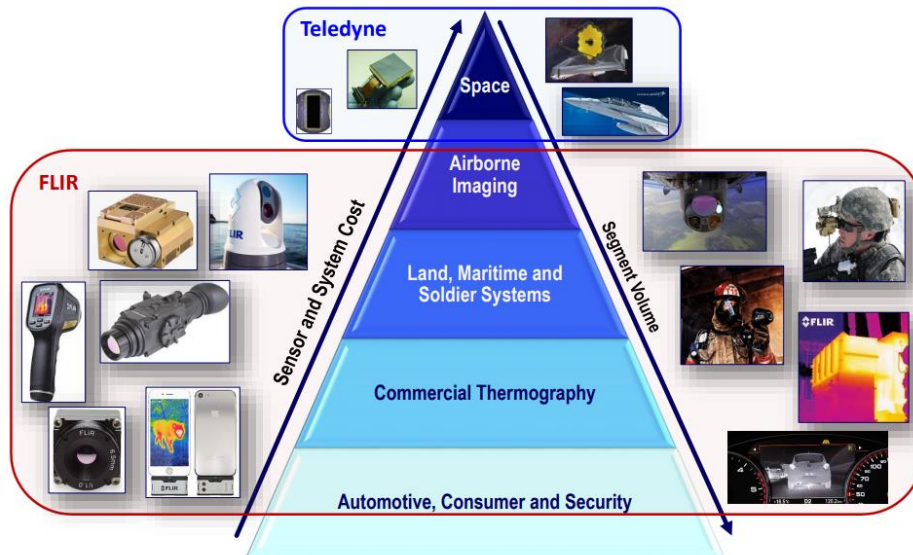 Teledyne
Space
FLIR
Airborne
Imaging
Sensor and System Cost
Segment Volume
Land, Maritime and
Soldier Systems
FLIR
FLIR
Commercial Thermography
FLIR
FLIR
Automotive, Consumer and Security